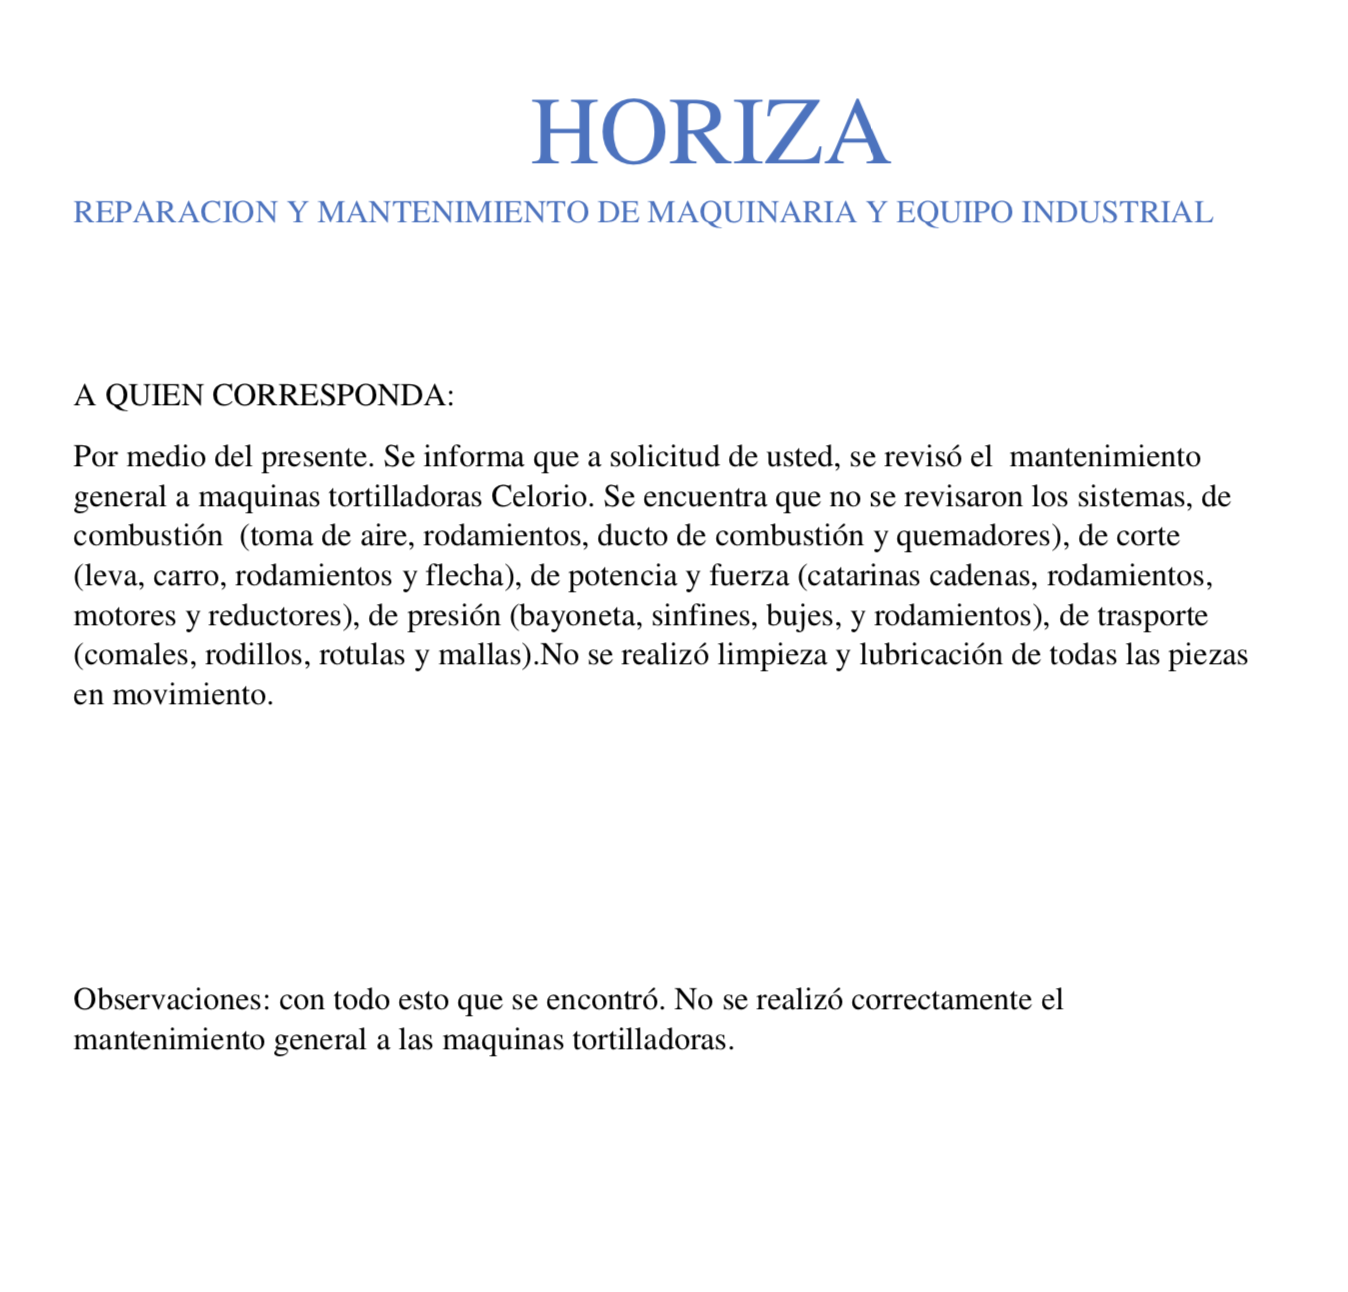 HORIZA
REPARACION Y MANTENIMIENTO DE MAQUINARIA Y EQUIPO INDUSTRIAL
A QUIEN CORRESPONDA:
Por medio del presente. Se informa que a solicitud de usted, se revisó el  mantenimiento
general a maquinas tortilladoras Celorio. Se encuentra que no se revisaron los sistemas, de
combustión  (toma de aire, rodamientos, ducto de combustión y quemadores), de corte
(leva, carro, rodamientos y flecha), de potencia y fuerza (catarinas cadenas, rodamientos,
motores y reductores), de presión (bayoneta, sinfines, bujes, y rodamientos), de trasporte
(comales, rodillos, rotulas y mallas).No se realizó limpieza y lubricación de todas las piezas
en movimiento.
Observaciones: con todo esto que se encontró. No se realizó correctamente el
mantenimiento general a las maquinas tortilladoras.